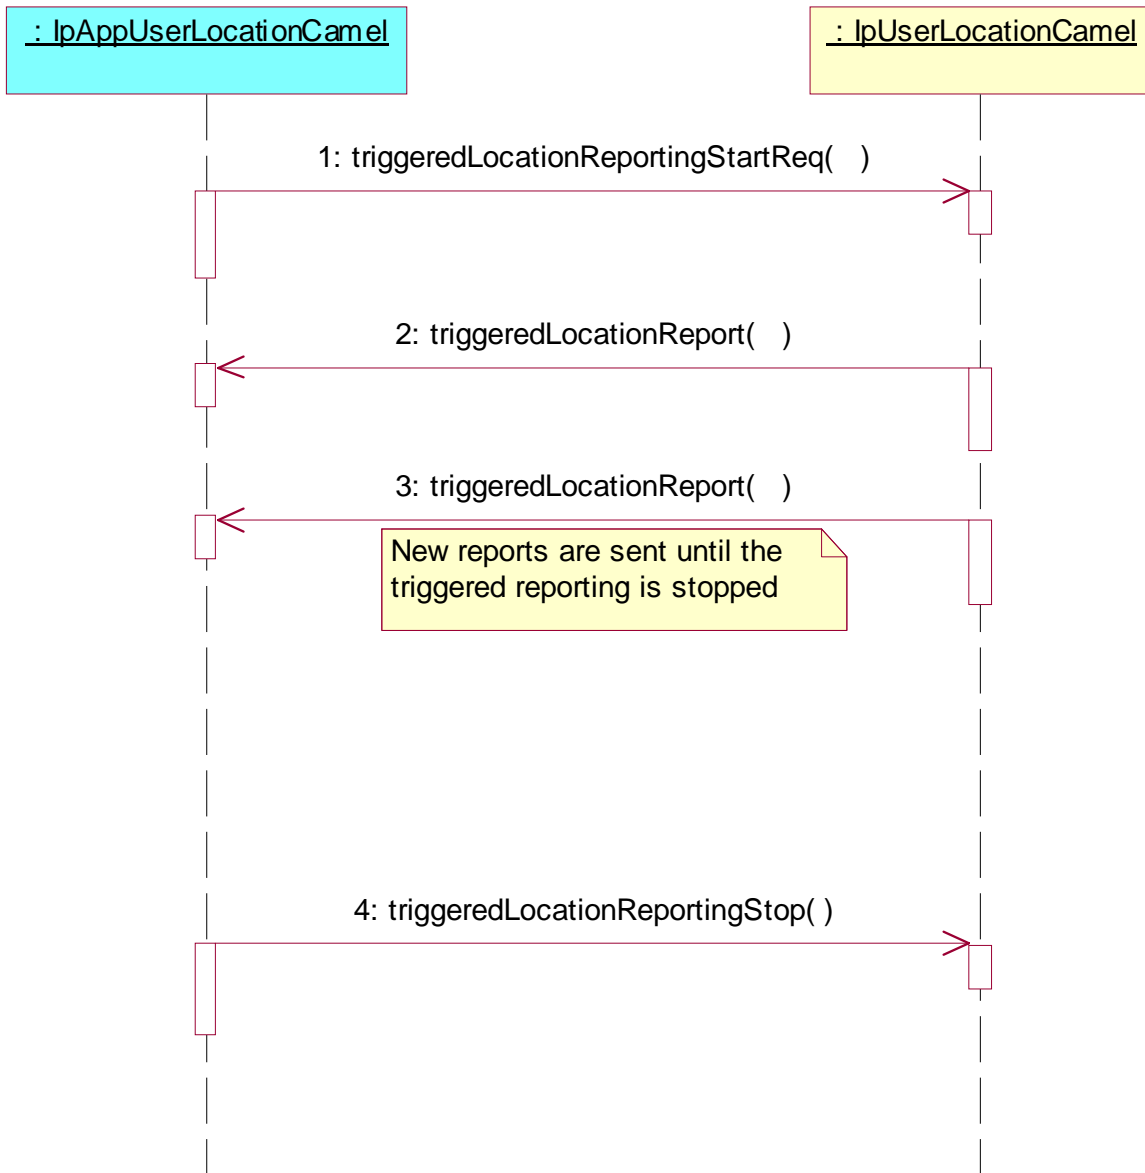 : IpAppUserLocationCamel
: IpUserLocationCamel
1: triggeredLocationReportingStartReq(   )
2: triggeredLocationReport(   )
3: triggeredLocationReport(   )
New reports are sent until the
triggered reporting is stopped
4: triggeredLocationReportingStop( )